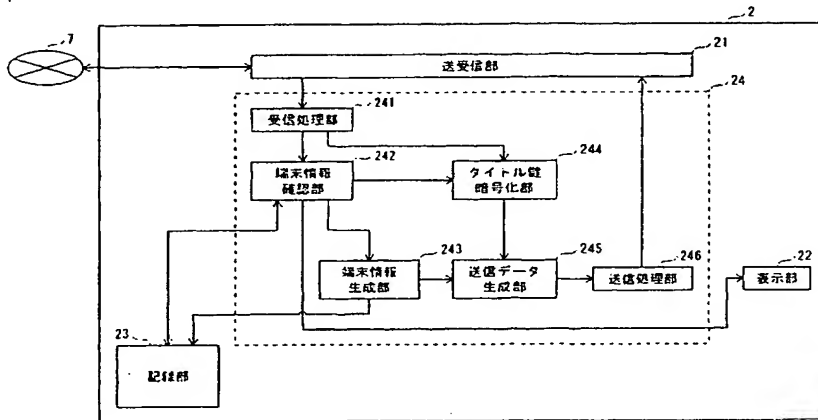 2
7
21
送受信部
24
241
受信処理部
242
244
端末情報
確認部
タイトル鍵
暗号化部
243
245
246
22
端末情報
生成部
送信データ
生成部
送信処理部
表示部
23
記録部